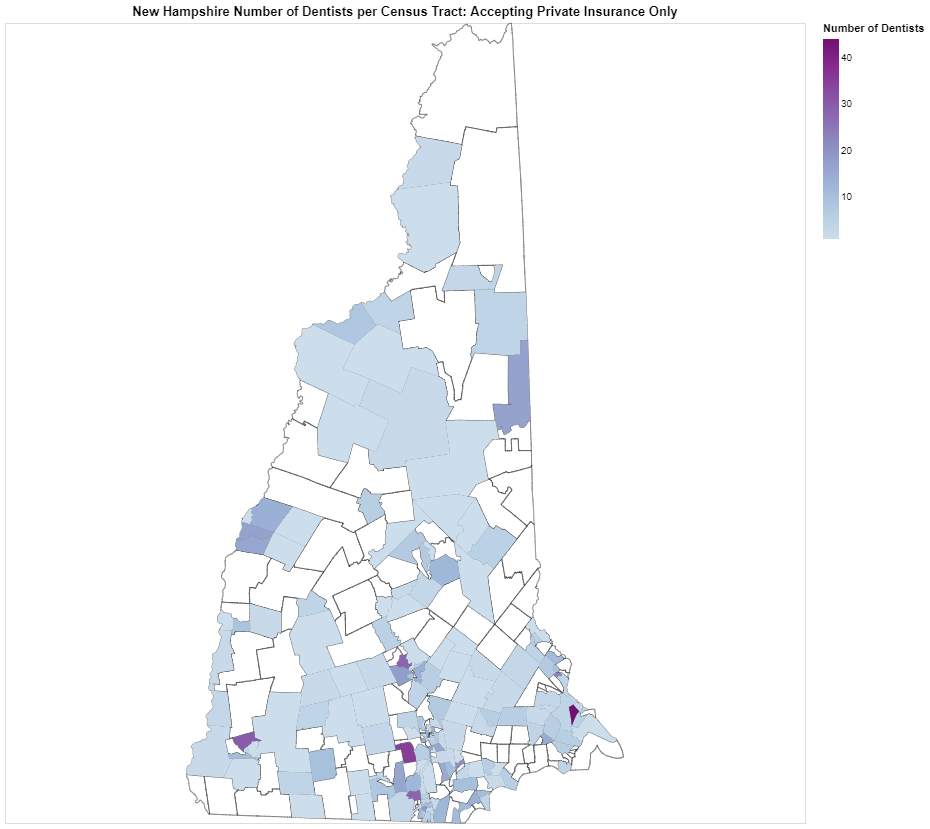 New Hampshire Number of Dentists per Census Tract: Accepting Private Insurance Only
Number of Dentists
40
30
20
10